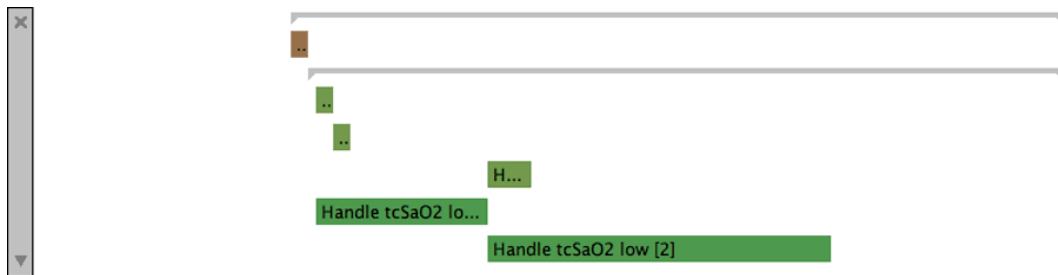 ..
..
..
H...
Handle tcSaO2 lo...
Handle tcSaO2 low [2]